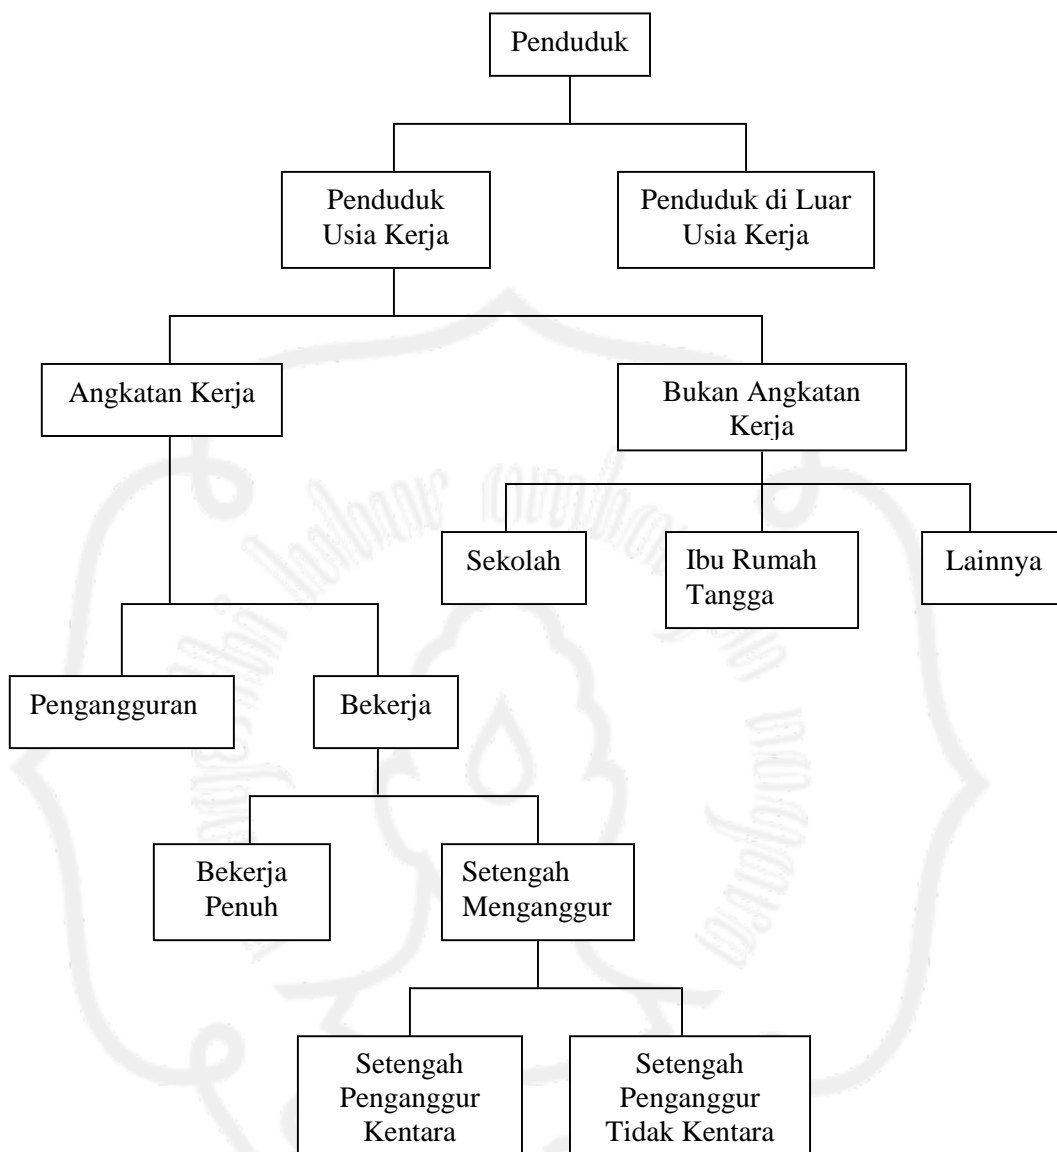 Penduduk
Penduduk
Usia Kerja
Penduduk di Luar
Usia Kerja
Angkatan Kerja
Bukan Angkatan
Kerja
Sekolah
Ibu Rumah
Tangga
Lainnya
Pengangguran
Bekerja
Bekerja
Penuh
Setengah
Menganggur
Setengah
Penganggur
Kentara
Setengah
Penganggur
Tidak Kentara